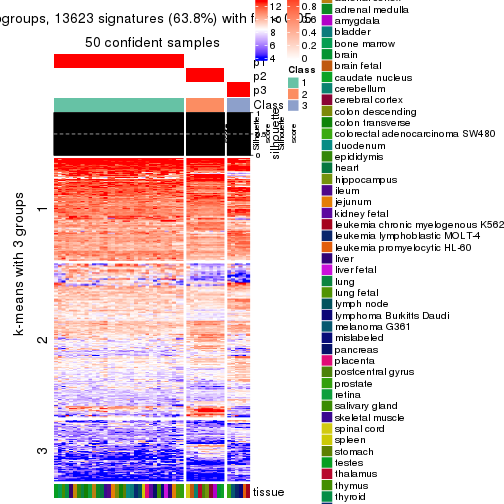 groups, 13623 signatures (63.8%) with f
50 confident samples
p1
p2
p3
Class
1
2
3
k-means with 3 groups
tissue
12
10
8
6
4
0.8
0.6
0.4
0.2
0
Class
1
2
3
Silhouette
score
silhouette
adrenal medulla
amygdala
bladder
bone marrow
brain
brain fetal
caudate nucleus
cerebellum
cerebral cortex
colon descending
colon transverse
colorectal adenocarcinoma SW480
duodenum
epididymis
heart
hippocampus
ileum
jejunum
kidney fetal
leukemia chronic myelogenous K562
leukemia lymphoblastic MOLT-4
leukemia promyelocytic HL-60
liver
liver fetal
lung
lung fetal
lymph node
lymphoma Burkitts Daudi
melanoma G361
mislabeled
pancreas
placenta
postcentral gyrus
prostate
retina
salivary gland
skeletal muscle
spinal cord
spleen
stomach
testes
thalamus
thymus
thyroid